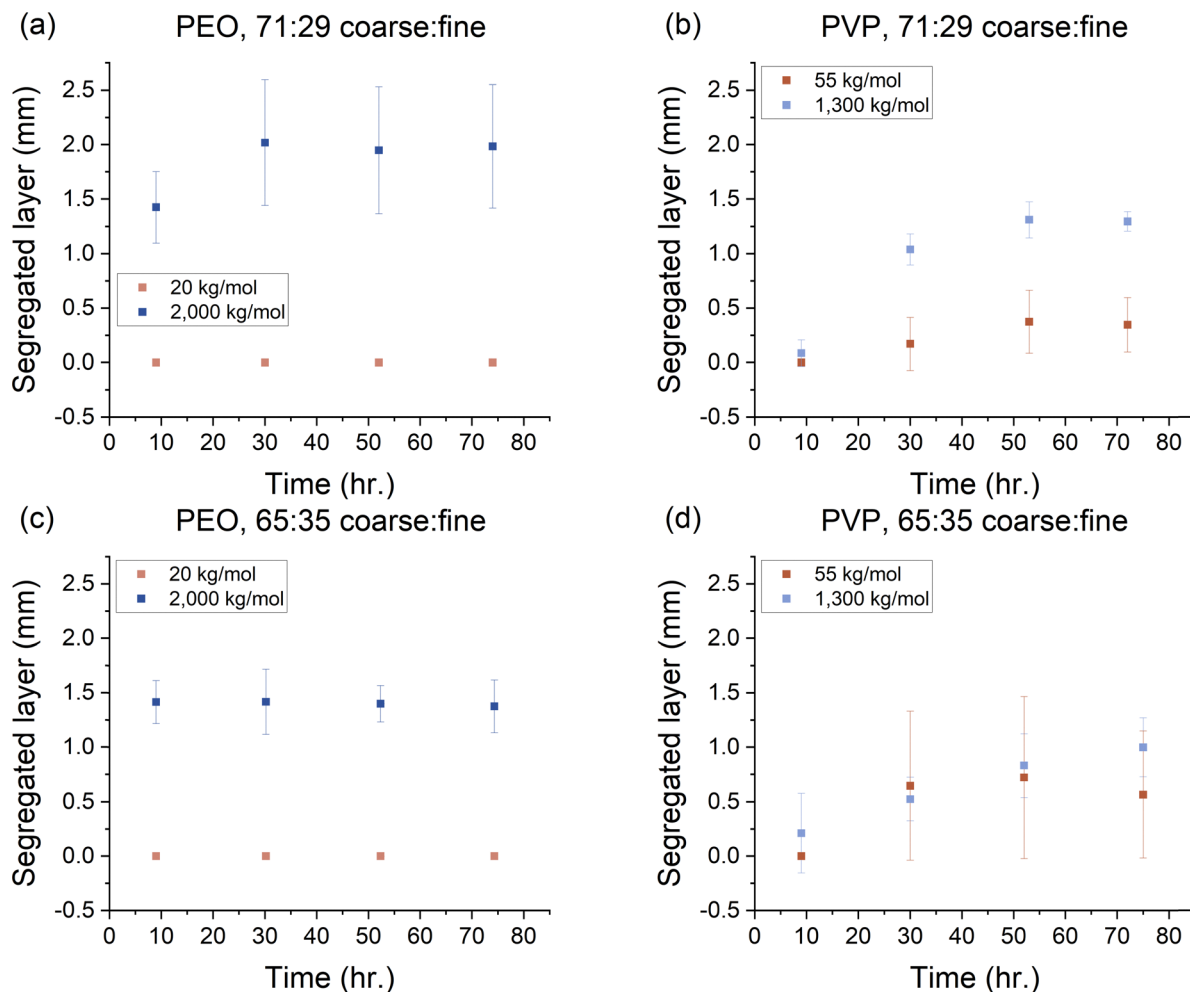 (a) PEO, 71:29 coarse:fine
Segregated layer (mm)
2.5
2.0
1.5
1.0
0.5
0.0
-0.5
20 kg/mol
2,000 kg/mol
0 10 20 30 40 50 60 70 80
Time (hr.)
(b) PVP, 71:29 coarse:fine
Segregated layer (mm)
2.5
2.0
1.5
1.0
0.5
0.0
-0.5
55 kg/mol
1,300 kg/mol
0 10 20 30 40 50 60 70 80
Time (hr.)
(c) PEO, 65:35 coarse:fine
Segregated layer (mm)
2.5
2.0
1.5
1.0
0.5
0.0
-0.5
20 kg/mol
2,000 kg/mol
0 10 20 30 40 50 60 70 80
Time (hr.)
(d) PVP, 65:35 coarse:fine
Segregated layer (mm)
2.5
2.0
1.5
1.0
0.5
0.0
-0.5
55 kg/mol
1,300 kg/mol
0 10 20 30 40 50 60 70 80
Time (hr.)